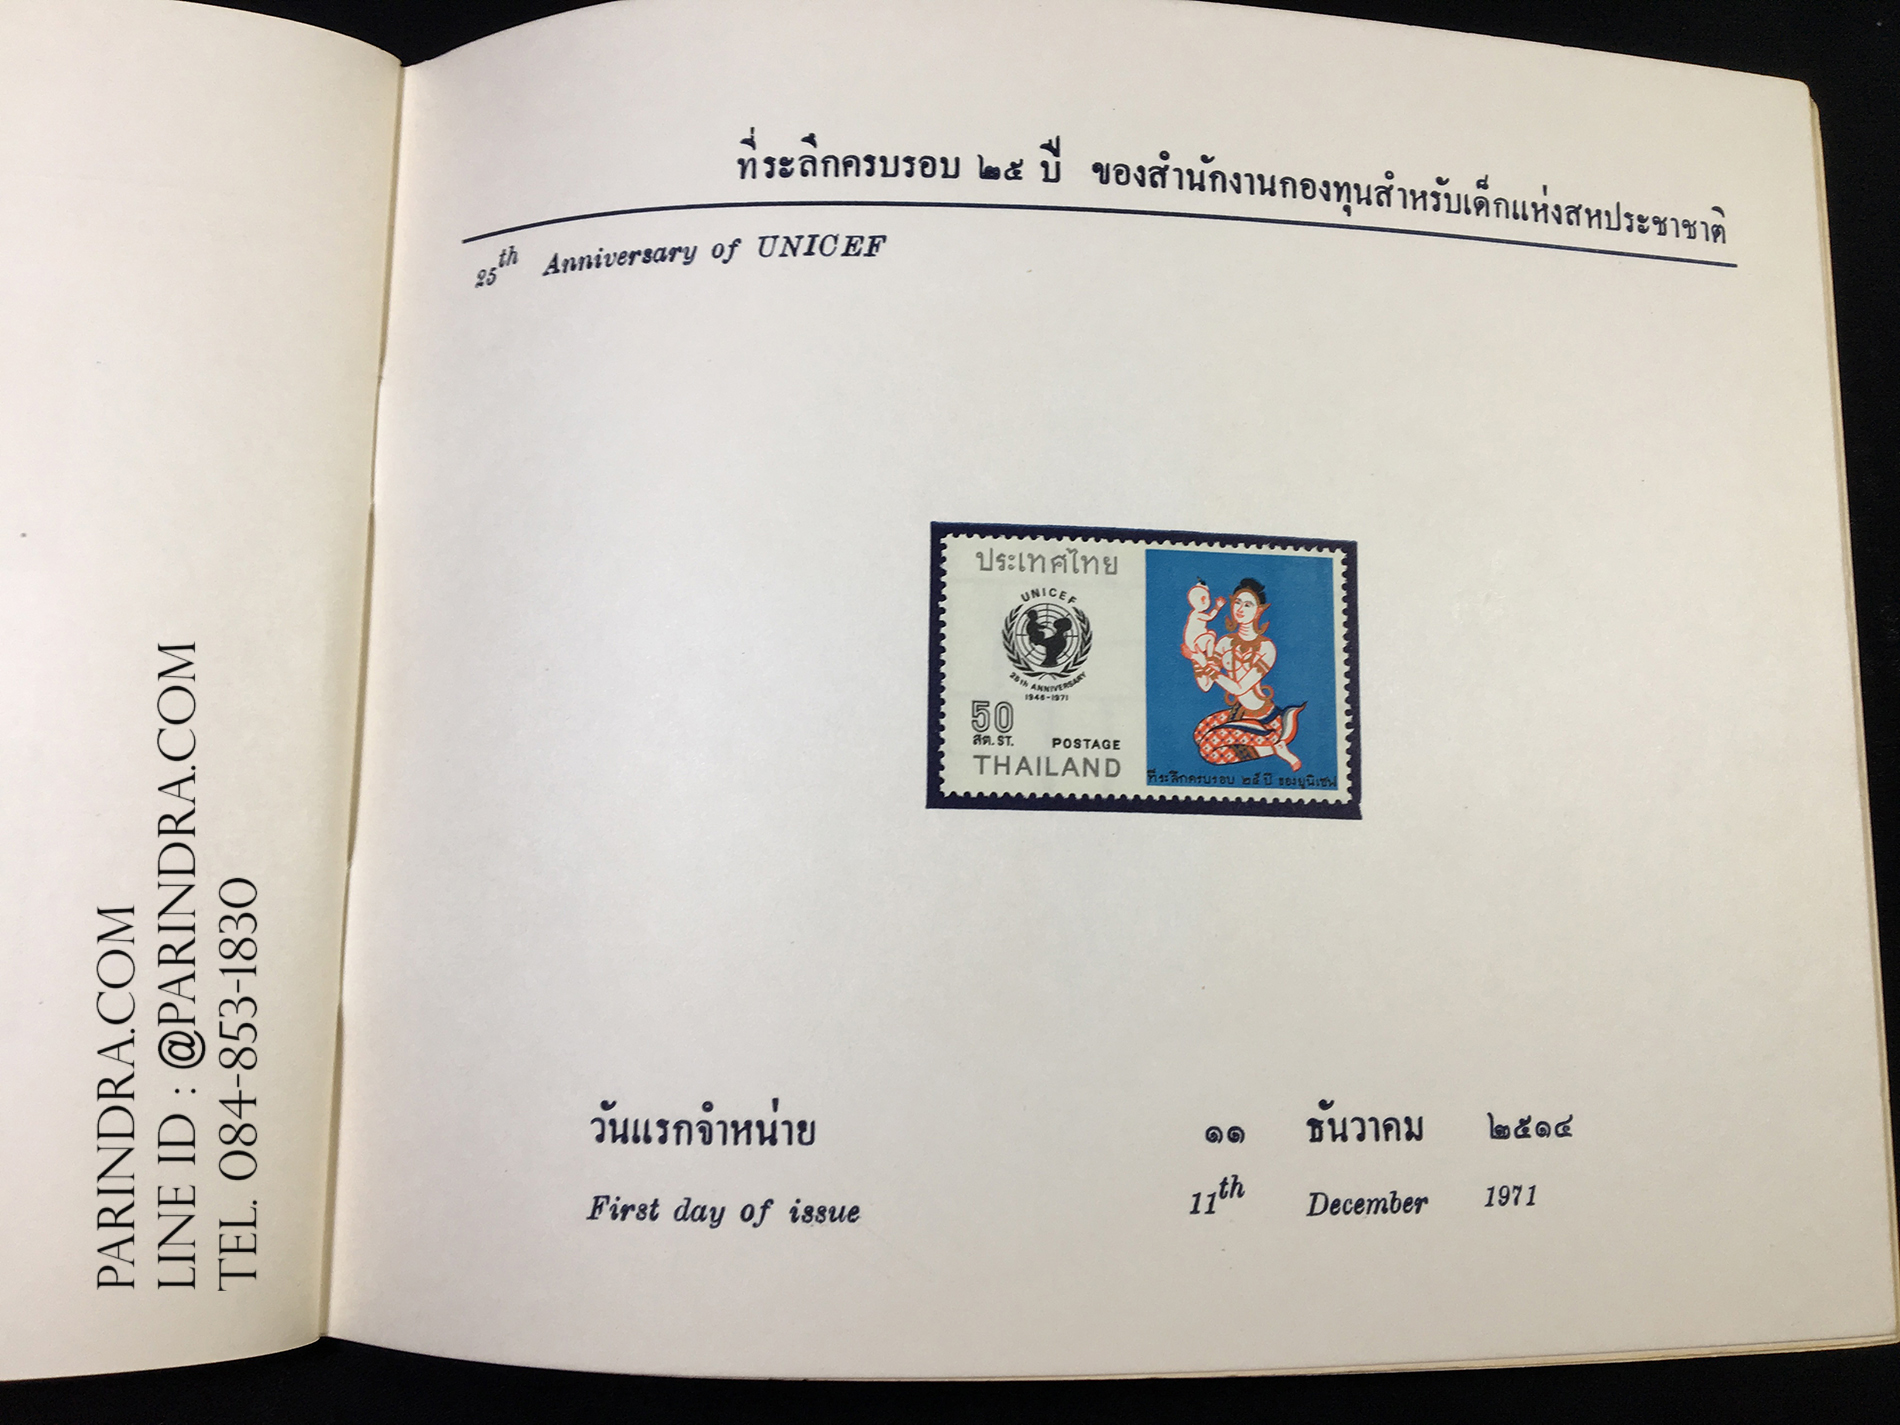 ที่ระลึกครบรอบ ๒๕ ปี ของสำนักงานกองทุนสำหรับเด็กแห่งสหประชาชาติ
25th Anniversary of UNICEF
ประเทศไทย
UNICEF
25th ANNIVERSARY
1946-1971
50
สต. ST.
POSTAGE
THAILAND
ที่ระลึกครบรอบ ๒๕ ปี ของยูนิเซฟ
วันแรกจำหน่าย ๑๑ ธันวาคม ๒๕๑๔
First day of issue 11th December 1971
PARINDRA.COM
LINE ID : @PARINDRA.COM
TEL. 084-853-1830